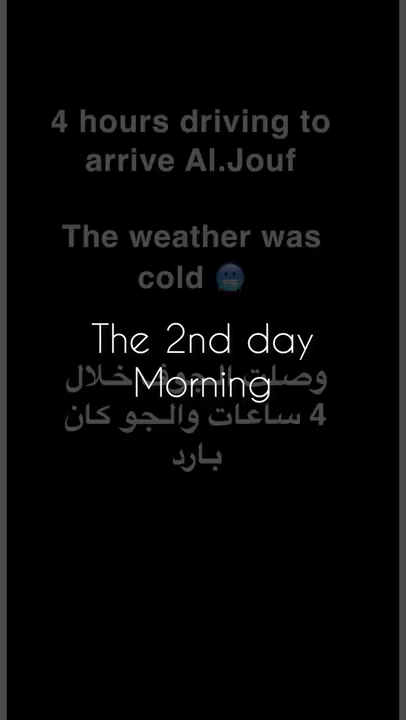 4 hours driving to
arrive Al.Jouf
The weather was
cold 🥶
The 2nd day
Morning
وصلت الجوف خلال
4 ساعات والجو كان
بارد